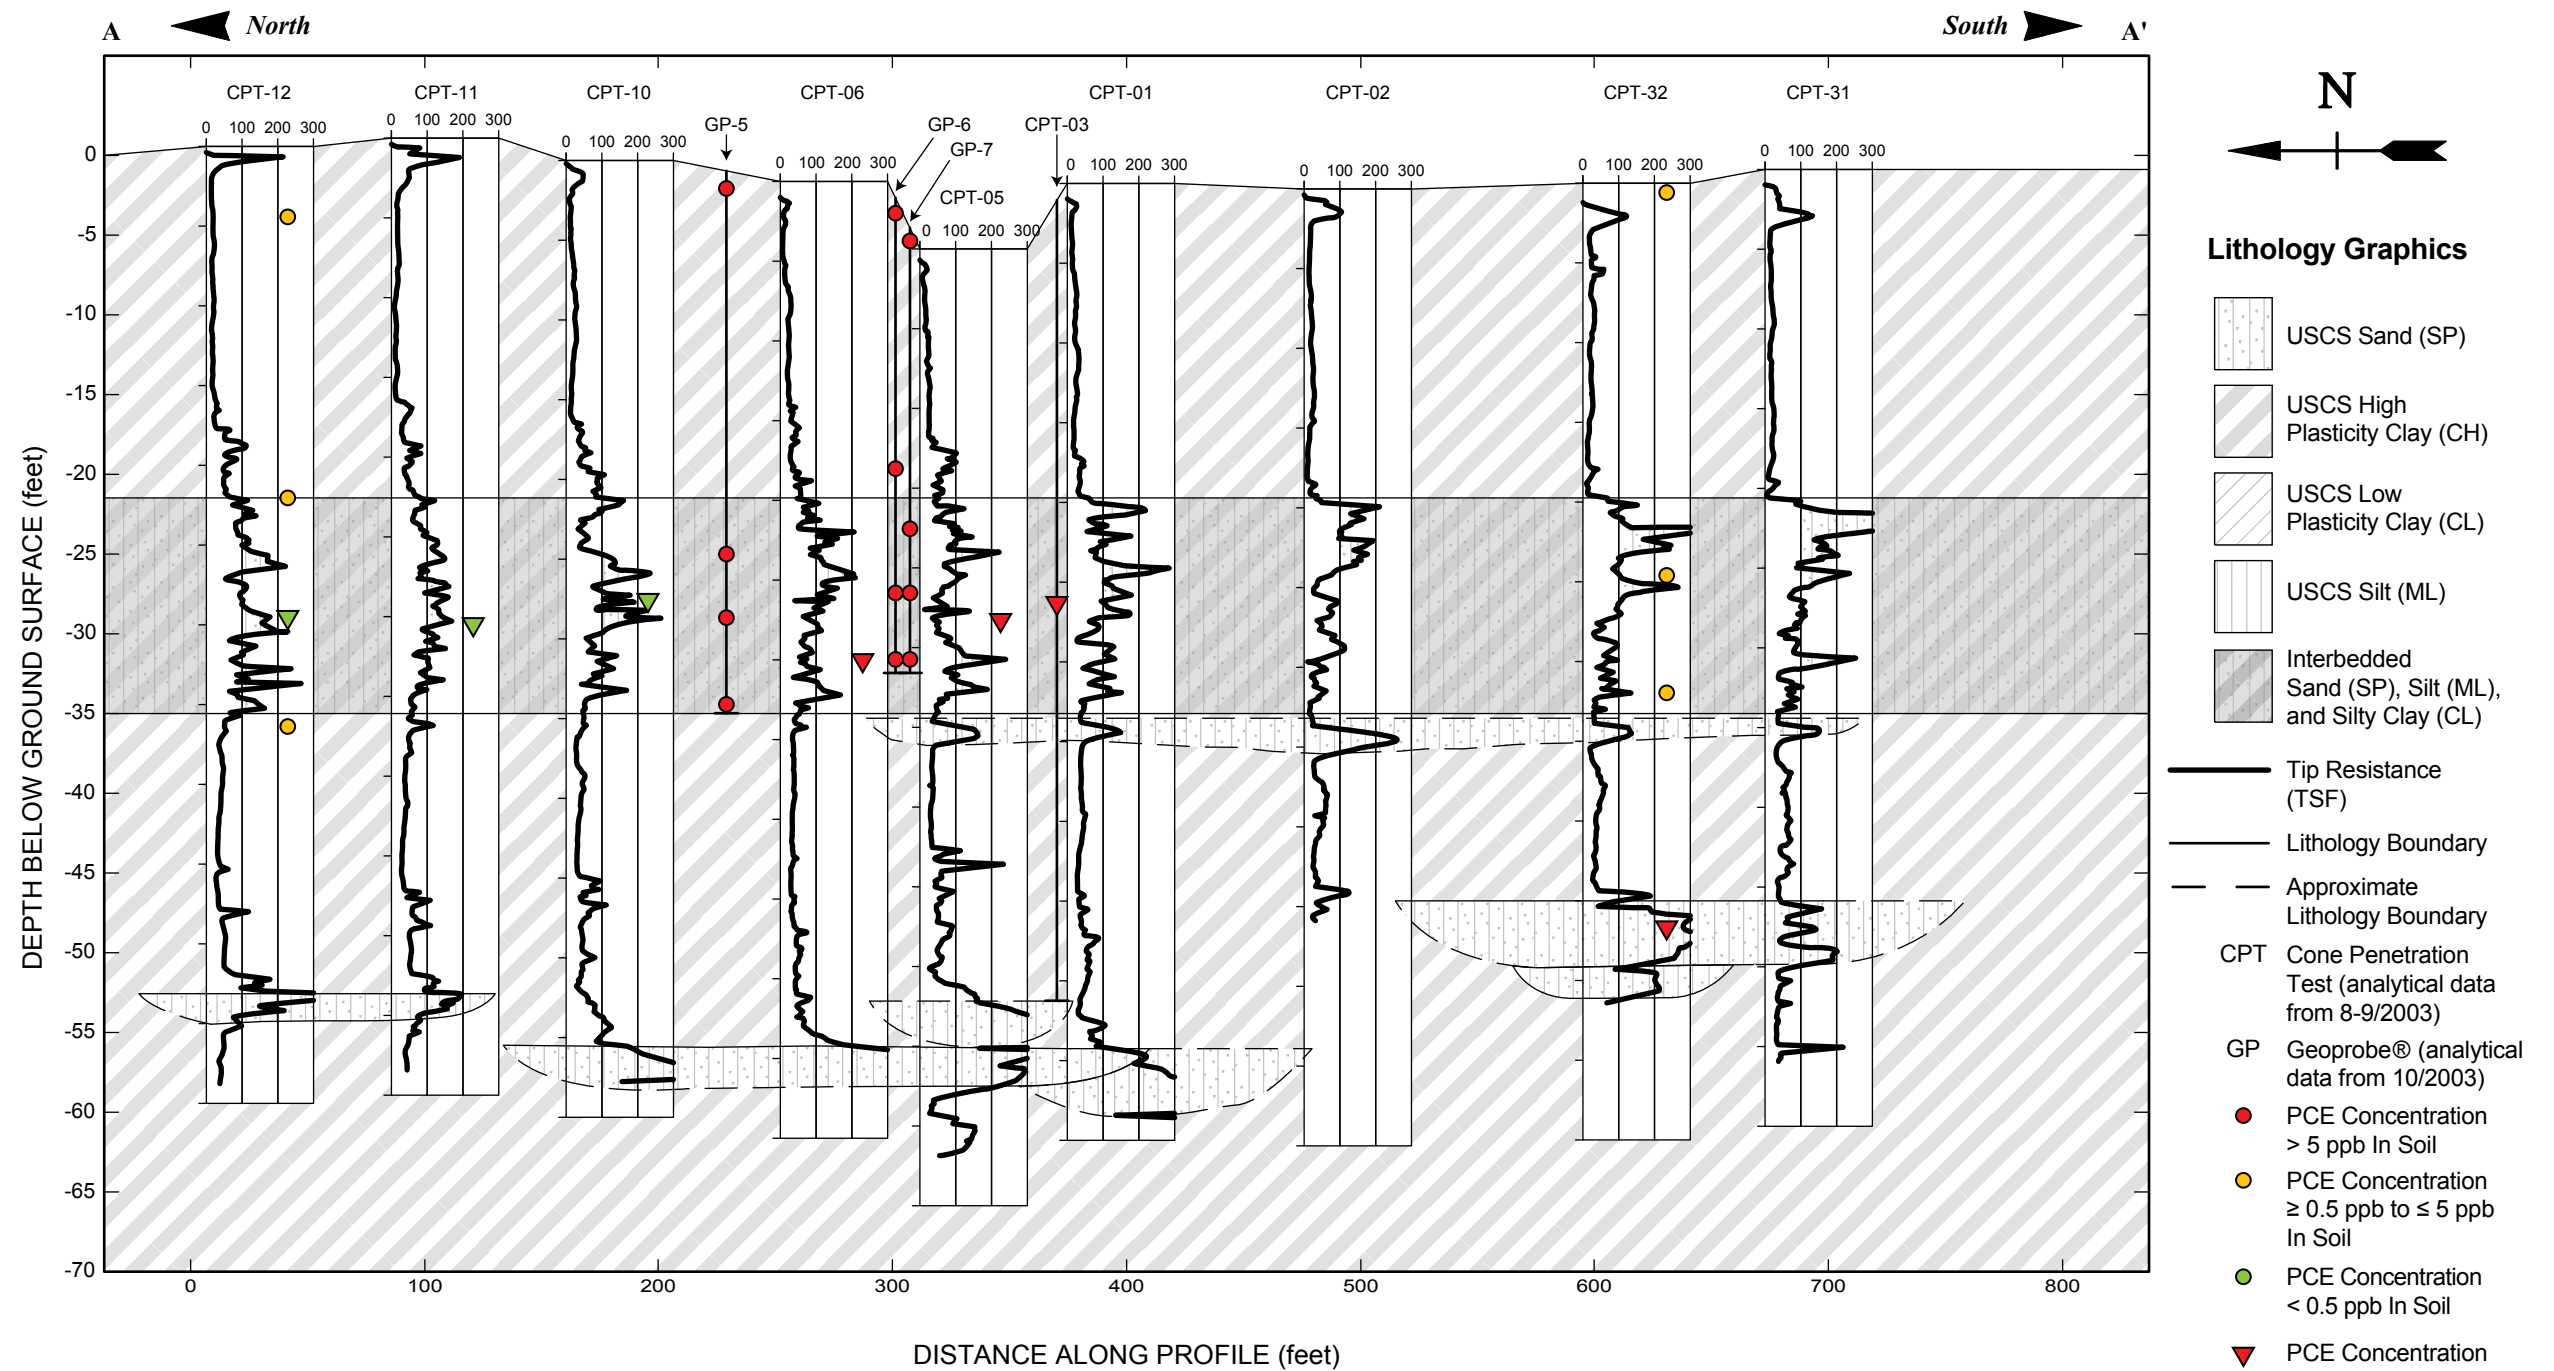 A North South A'
CPT-12 CPT-11 CPT-10 CPT-06 CPT-01 CPT-02 CPT-32 CPT-31
GP-5 GP-6 CPT-03
GP-7
CPT-05
0 100 200 300
0 100 200 300
0 100 200 300
0 100 200 300
0 100 200 300
0 100 200 300
0 100 200 300
0 100 200 300
0 100 200 300
DEPTH BELOW GROUND SURFACE (feet)
0
-5
-10
-15
-20
-25
-30
-35
-40
-45
-50
-55
-60
-65
-70
0 100 200 300 400 500 600 700 800
DISTANCE ALONG PROFILE (feet)
N
Lithology Graphics
USCS Sand (SP)
USCS High
Plasticity Clay (CH)
USCS Low
Plasticity Clay (CL)
USCS Silt (ML)
Interbedded
Sand (SP), Silt (ML),
and Silty Clay (CL)
Tip Resistance
(TSF)
Lithology Boundary
Approximate
Lithology Boundary
CPT Cone Penetration
Test (analytical data
from 8-9/2003)
GP Geoprobe® (analytical
data from 10/2003)
PCE Concentration
> 5 ppb In Soil
PCE Concentration
≥ 0.5 ppb to ≤ 5 ppb
In Soil
PCE Concentration
< 0.5 ppb In Soil
PCE Concentration